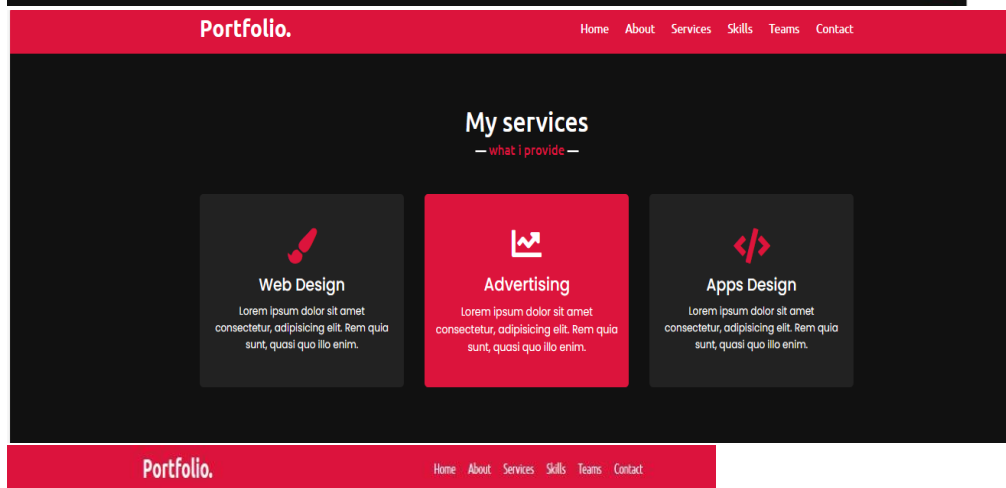 Portfolio.
Home About Services Skills Teams Contact
My services
— what i provide —
Web Design
Lorem ipsum dolor sit amet
consectetur, adipisicing elit. Rem quia
sunt, quasi quo illo enim.
Advertising
Lorem ipsum dolor sit amet
consectetur, adipisicing elit. Rem quia
sunt, quasi quo illo enim.
Apps Design
Lorem ipsum dolor sit amet
consectetur, adipisicing elit. Rem quia
sunt, quasi quo illo enim.
Portfolio.
Home About Services Skills Teams Contact